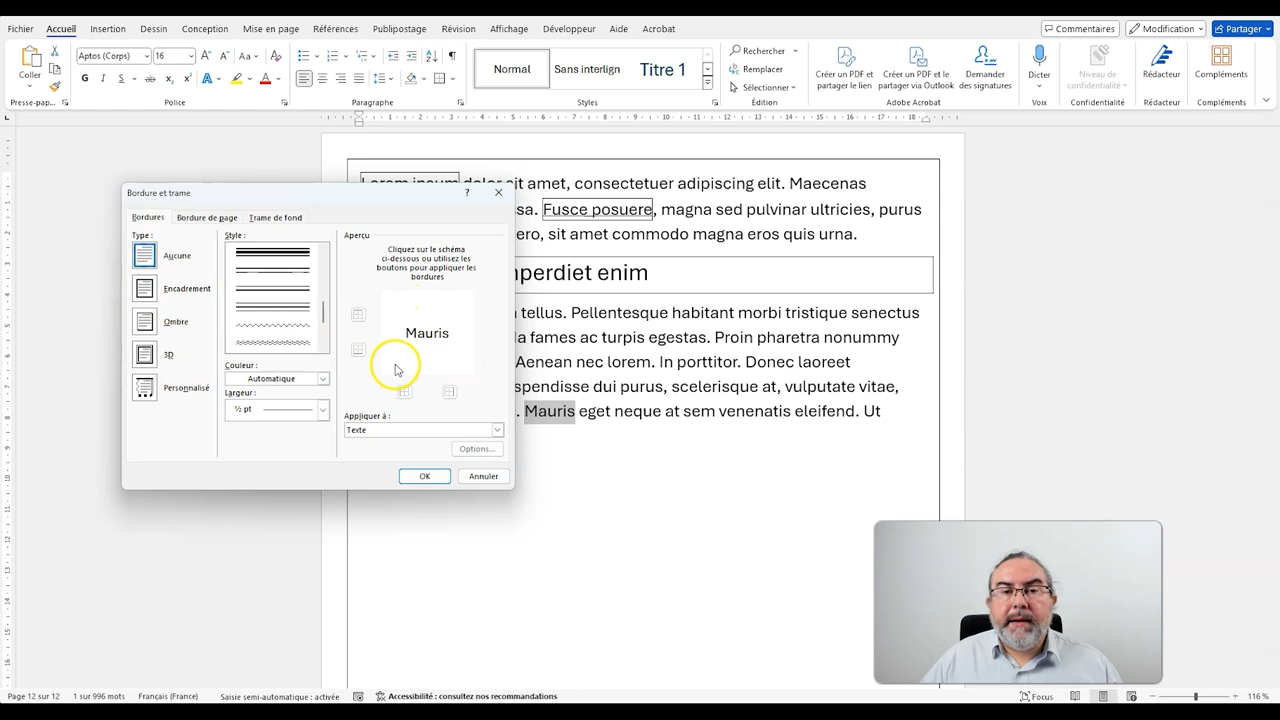 Fichier Accueil Insertion Dessin Conception Mise en page Références Publipostage Révision Affichage Développeur Aide Acrobat Commentaires Modification Partager
Coller
Presse-pap...
Aptos (Corps) 16
Police
Paragraphe
Normal Sans interlign Titre 1
Styles
Rechercher
Remplacer
Sélectionner
Édition
Créer un PDF et
partager le lien
Créer un PDF et
partager via Outlook
Demander
des signatures
Adobe Acrobat
Dicter
Voix
Niveau de
confidentialité
Confidentialité
Rédacteur
Rédacteur
Compléments
Compléments
Lorem ipsum dolor sit amet, consectetuer adipiscing elit. Maecenas
sa. Fusce posuere, magna sed pulvinar ultricies, purus
ero, sit amet commodo magna eros quis urna.
mperdiet enim
n tellus. Pellentesque habitant morbi tristique senectus
da fames ac turpis egestas. Proin pharetra nonummy
Aenean nec lorem. In porttitor. Donec laoreet
spendisse dui purus, scelerisque at, vulputate vitae,
. Mauris eget neque at sem venenatis eleifend. Ut
Bordure et trame
? ×
Bordures Bordure de page Trame de fond
Type :
Aucune
Encadrement
Ombre
3D
Personnalisé
Style :
Couleur :
Automatique
Largeur :
½ pt
Aperçu
Cliquez sur le schéma
ci-dessous ou utilisez les
boutons pour appliquer les
bordures
Mauris
Appliquer à :
Texte
Options...
OK Annuler
Page 12 sur 12 1 sur 996 mots Français (France) Saisie semi-automatique : activée Accessibilité : consultez nos recommandations Focus 116 %